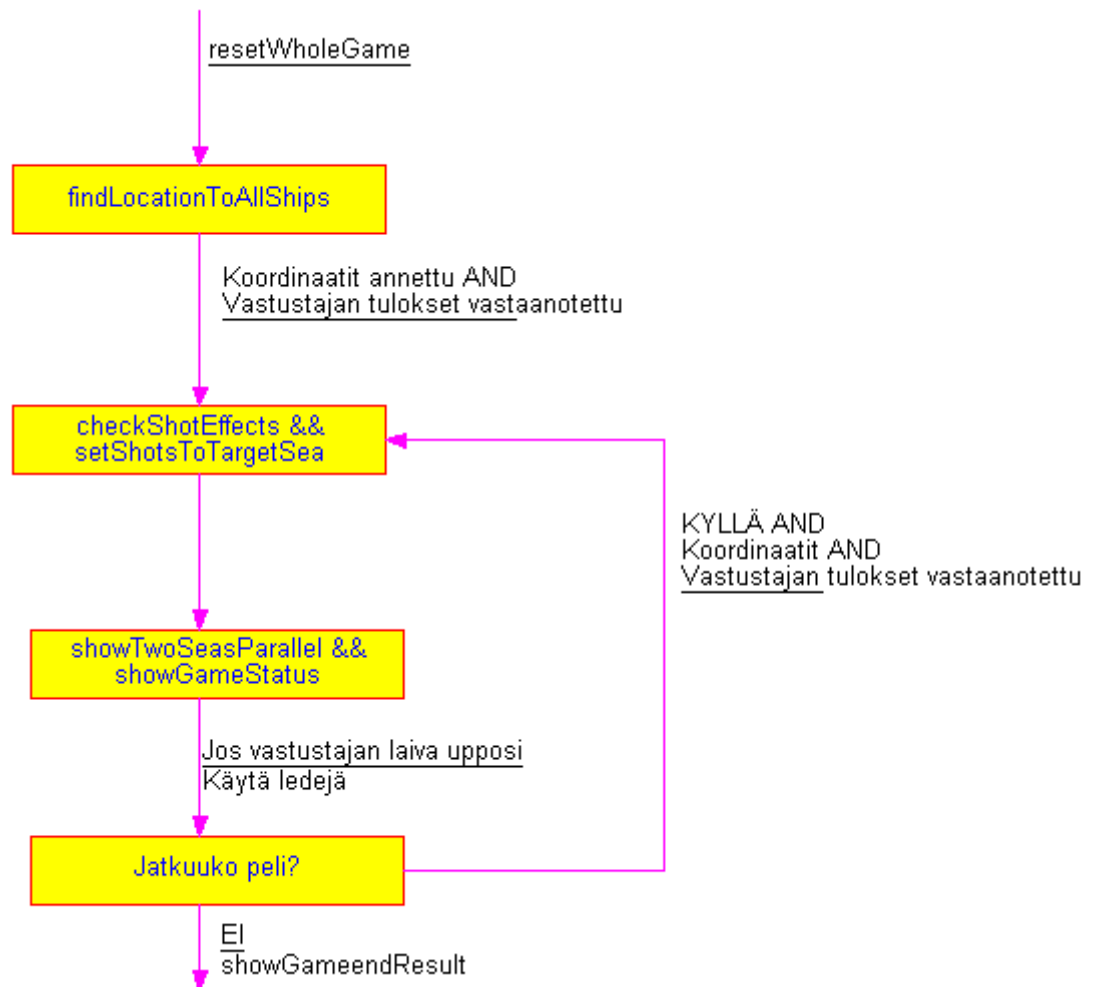 resetWholeGame
findLocationToAllShips
Koordinaatit annettu AND
Vastustajan tulokset vastaanotettu
checkShotEffects &&
setShotsToTargetSea
KYLLÄ AND
Koordinaatit AND
Vastustajan tulokset vastaanotettu
showTwoSeasParallel &&
showGameStatus
Jos vastustajan laiva upposi
Käytä ledejä
Jatkuuko peli?
EI
showGameendResult